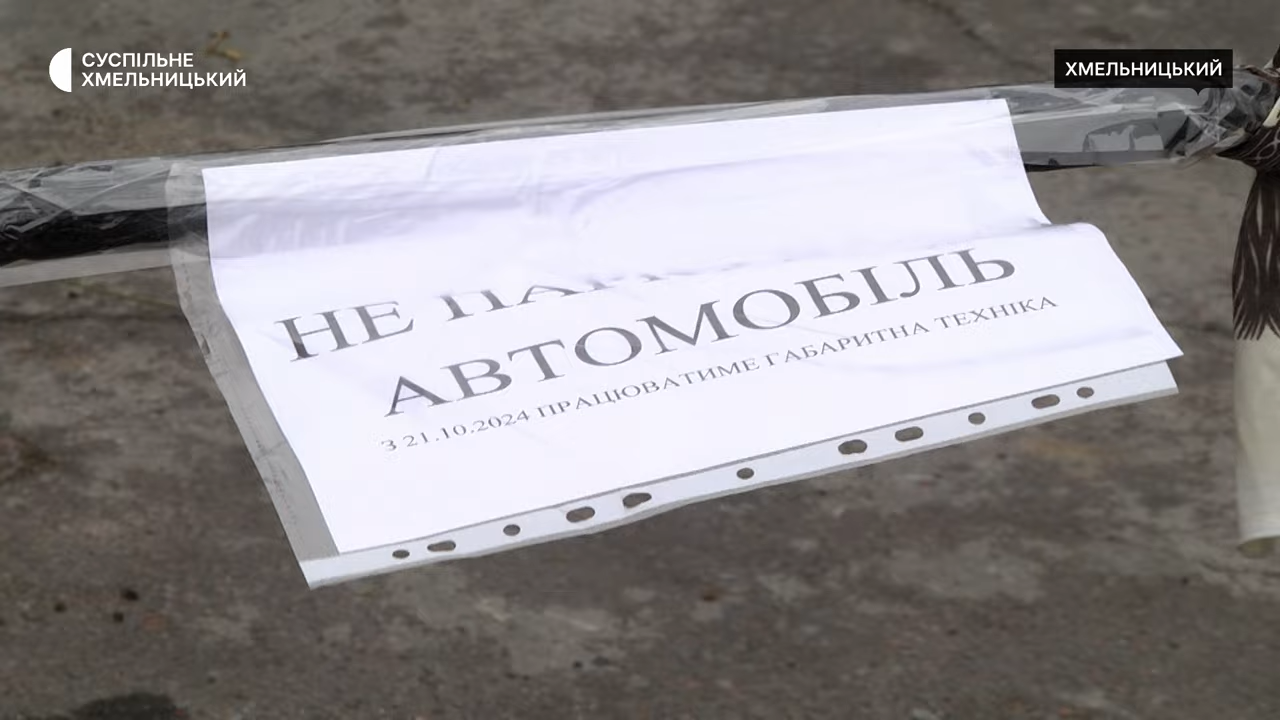 СУСПІЛЬНЕ
ХМЕЛЬНИЦЬКИЙ
ХМЕЛЬНИЦЬКИЙ
НЕ
АВТОМОБІЛЬ
З 21.10.2024 ПРАЦЮВАТИМЕ ГАБАРИТНА ТЕХНІКА